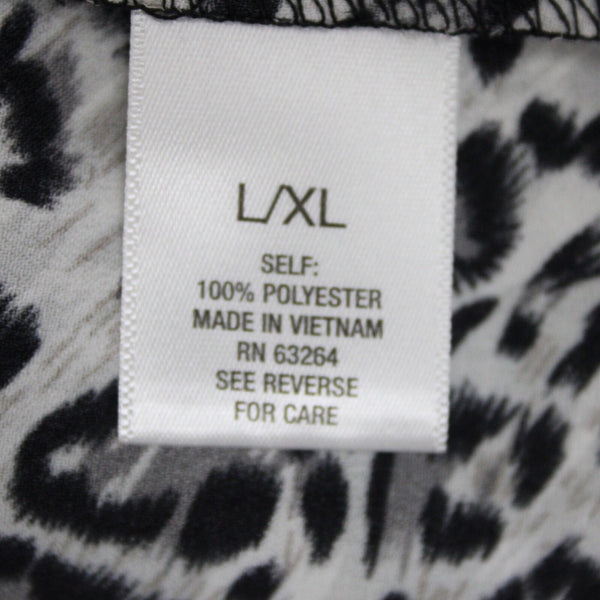 L/XL
SELF:
100% POLYESTER
MADE IN VIETNAM
RN 63264
SEE REVERSE
FOR CARE